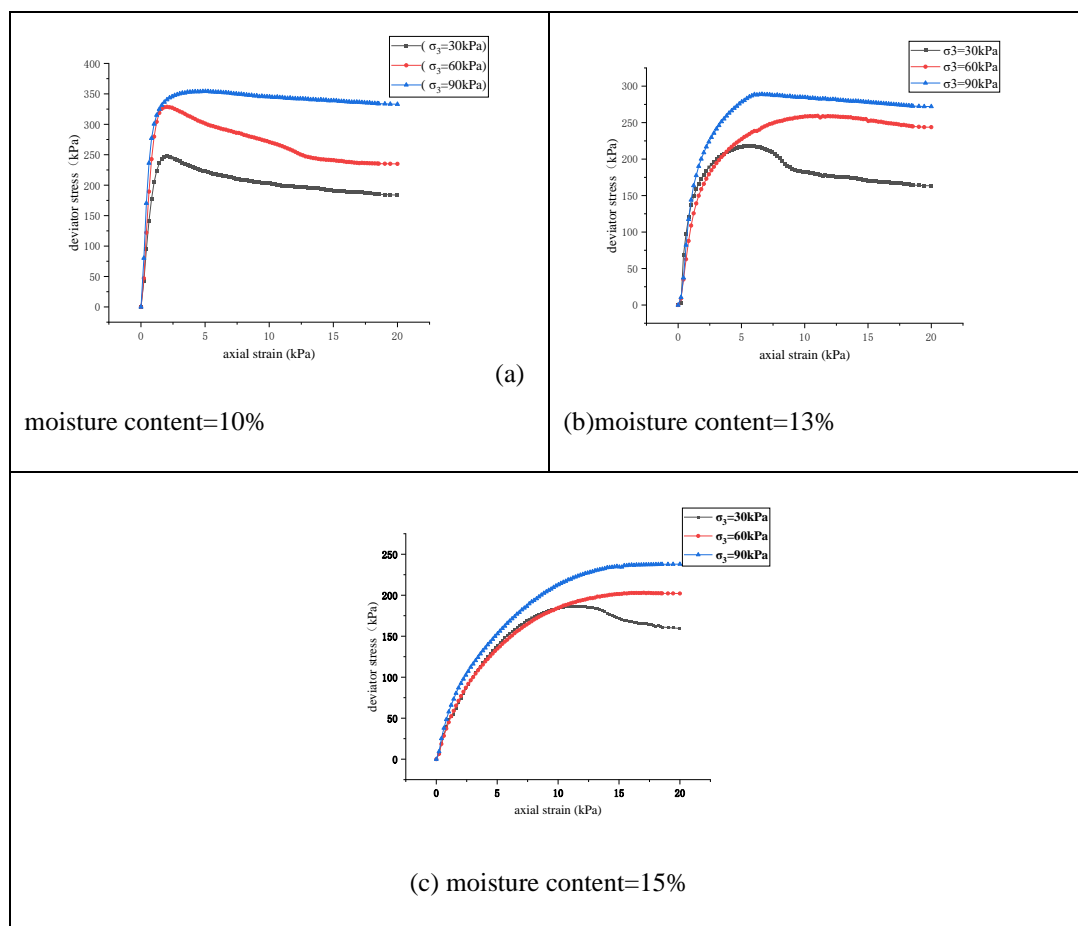 ( σ₃=30kPa)
( σ₃=60kPa)
( σ₃=90kPa)
400
350
300
250
200
150
100
50
0
deviator stress（kPa)
0 5 10 15 20
axial strain (kPa)
(a)
moisture content=10%
σ3=30kPa
σ3=60kPa
σ3=90kPa
300
250
200
150
100
50
0
deviator stress（kPa)
0 5 10 15 20
axial strain (kPa)
(b)moisture content=13%
σ₃=30kPa
σ₃=60kPa
σ₃=90kPa
250
200
150
100
50
0
deviator stress（kPa)
0 5 10 15 20
axial strain (kPa)
(c) moisture content=15%